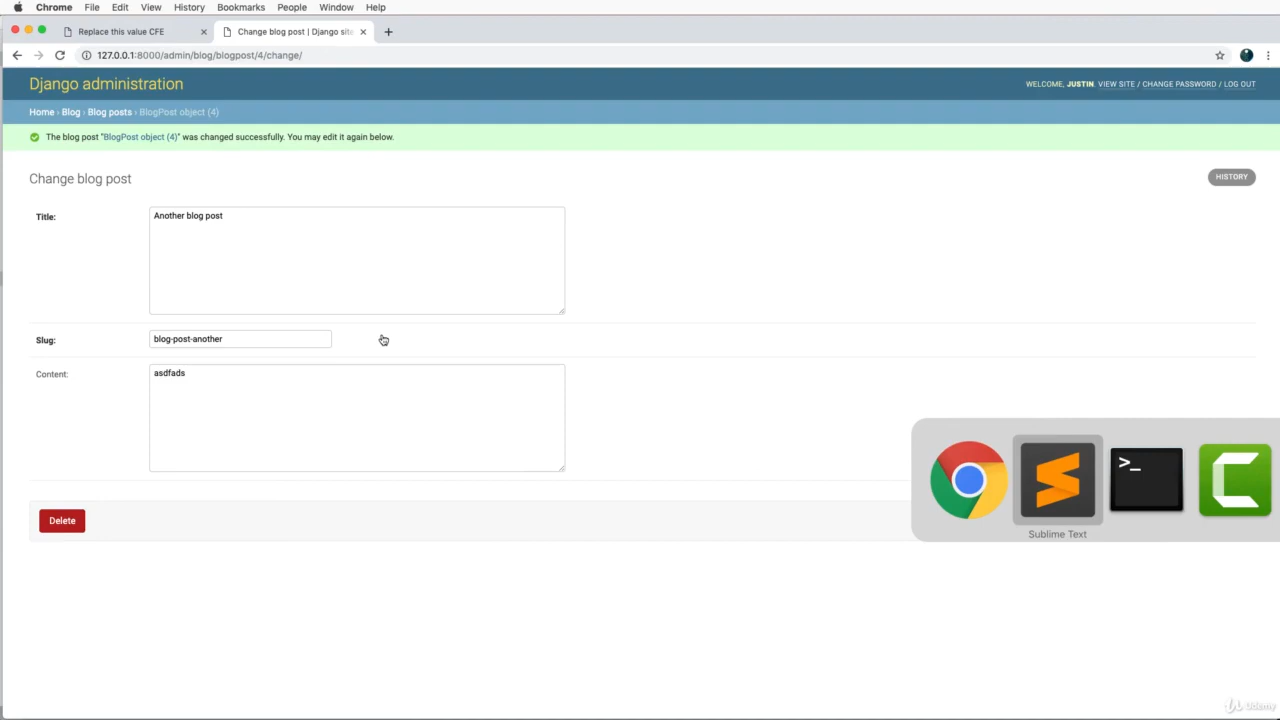 Chrome File Edit View History Bookmarks People Window Help
Replace this value CFE
Change blog post | Django site
127.0.0.1:8000/admin/blog/blogpost/4/change/
Django administration
WELCOME, JUSTIN. VIEW SITE / CHANGE PASSWORD / LOG OUT
Home › Blog › Blog posts › BlogPost object (4)
The blog post "BlogPost object (4)" was changed successfully. You may edit it again below.
Change blog post
HISTORY
Title:
Another blog post
Slug:
blog-post-another
Content:
asdfads
Delete
>_
Sublime Text
Udemy